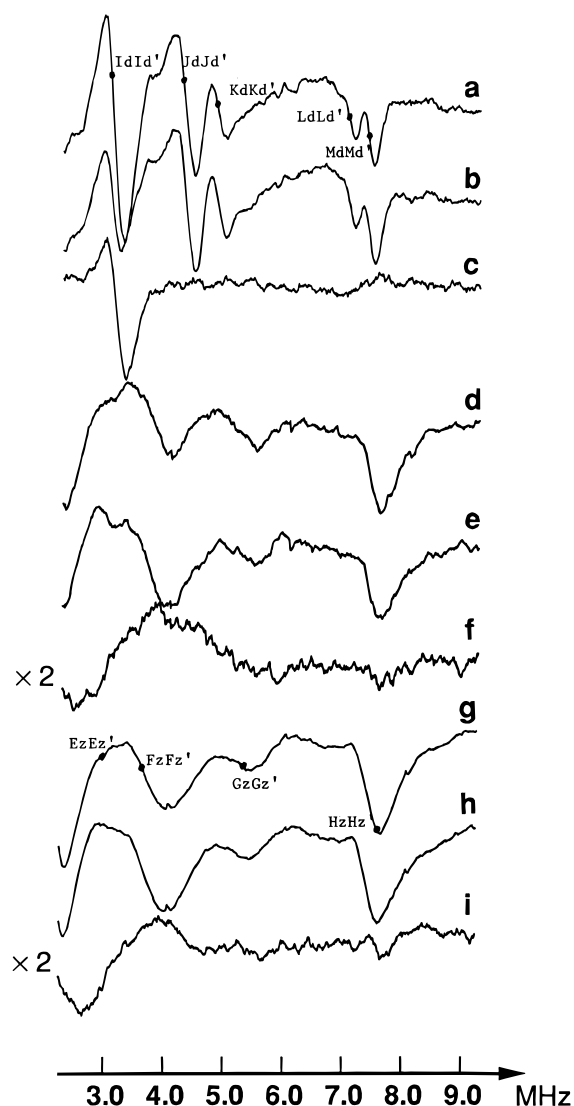 IdId' JdJd'
KdKd' a
LdLd'
MdMd'
b
c
d
e
f
×2
g
EzEz' FzFz'
GzGz'
h
HzHz
i
×2
3.0 4.0 5.0 6.0 7.0 8.0 9.0 MHz